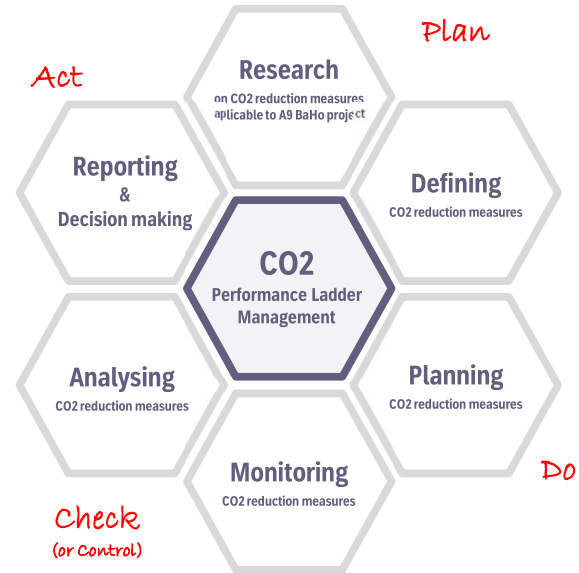 Plan
Act
Research
on CO2 reduction measures
aplicable to A9 BaHo project
Reporting
&
Decision making
Defining
CO2 reduction measures
CO2
Performance Ladder
Management
Analysing
CO2 reduction measures
Planning
CO2 reduction measures
Monitoring
CO2 reduction measures
Do
Check
(or Control)